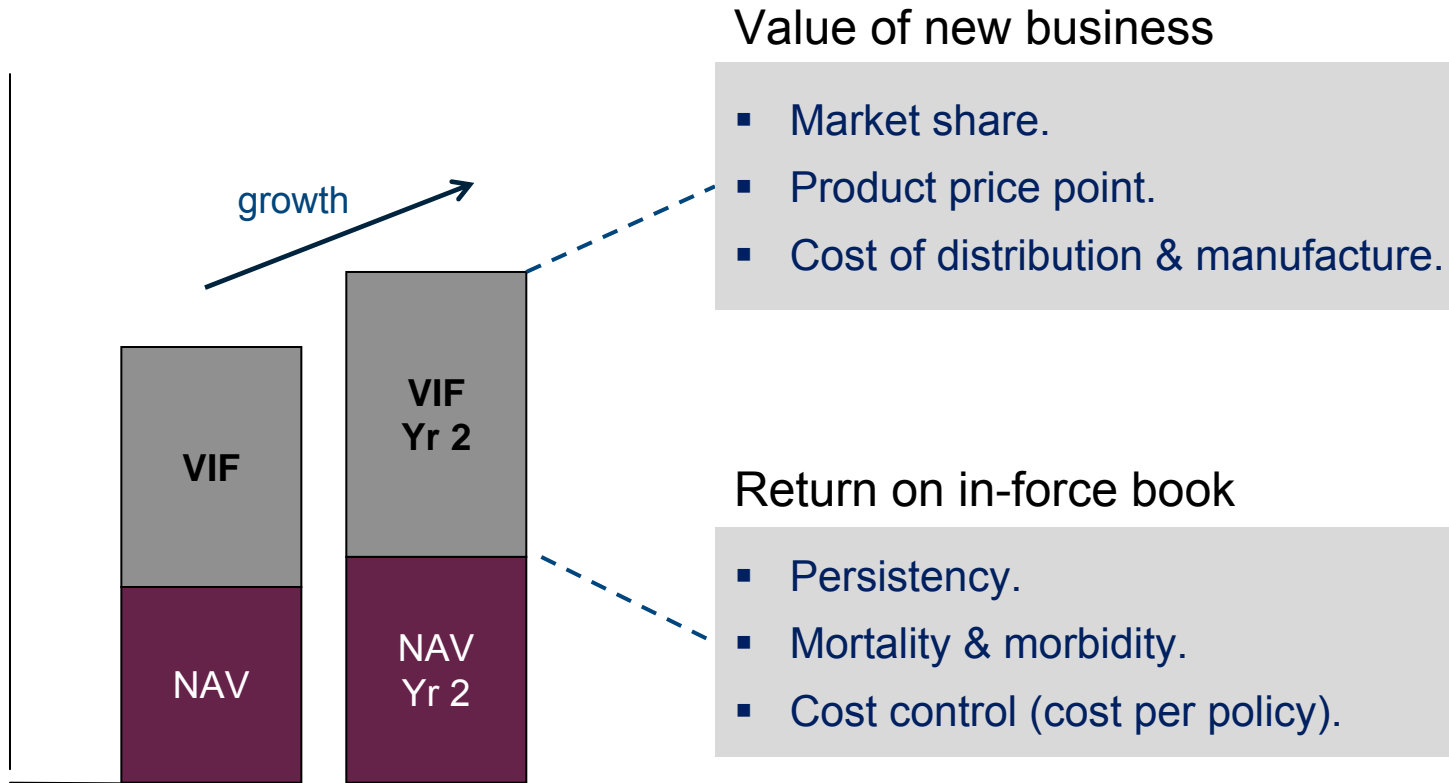 Value of new business
▪ Market share.
▪ Product price point.
▪ Cost of distribution & manufacture.
growth
VIF
NAV
VIF
Yr 2
NAV
Yr 2
Return on in-force book
▪ Persistency.
▪ Mortality & morbidity.
▪ Cost control (cost per policy).